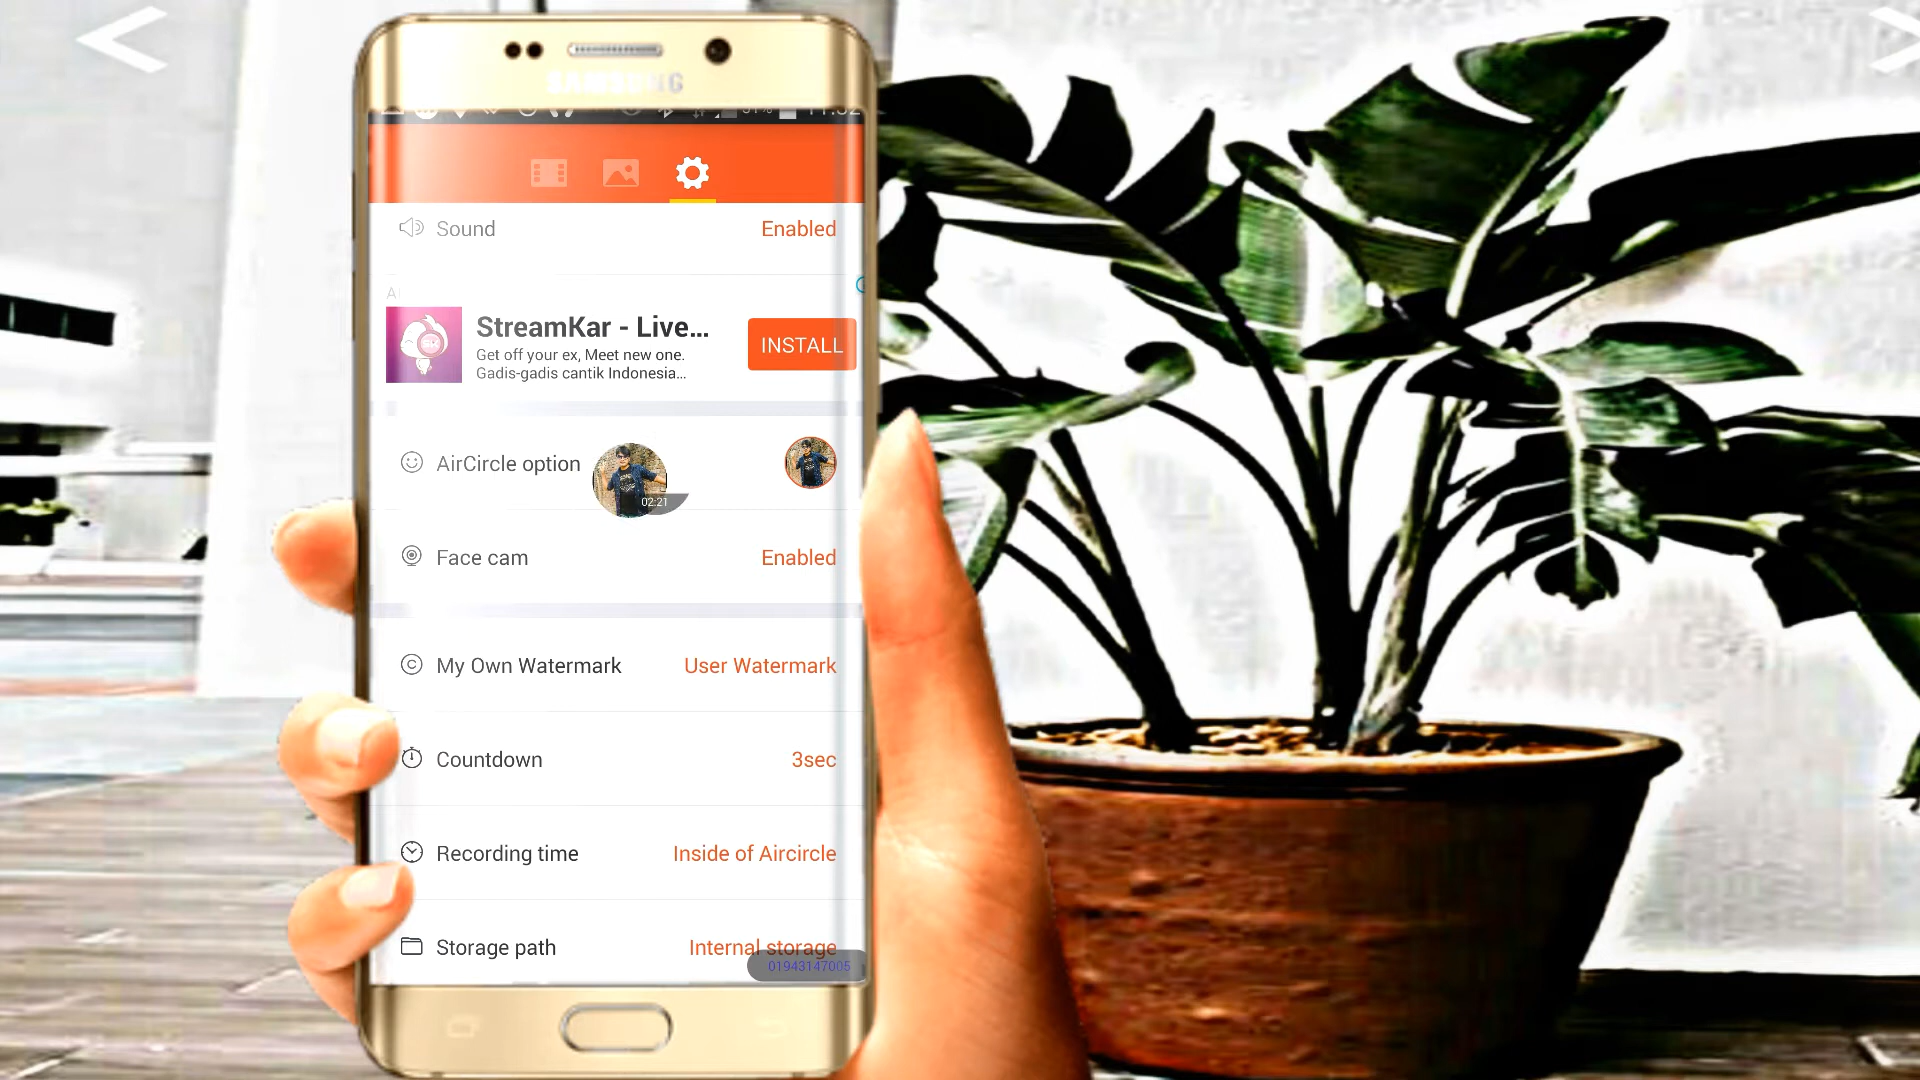 SAMSUNG
Sound Enabled
StreamKar - Live...
Get off your ex, Meet new one.
Gadis-gadis cantik Indonesia...
INSTALL
AirCircle option
02:21
Face cam Enabled
My Own Watermark User Watermark
Countdown 3sec
Recording time Inside of Aircircle
Storage path Internal storage
01943147005